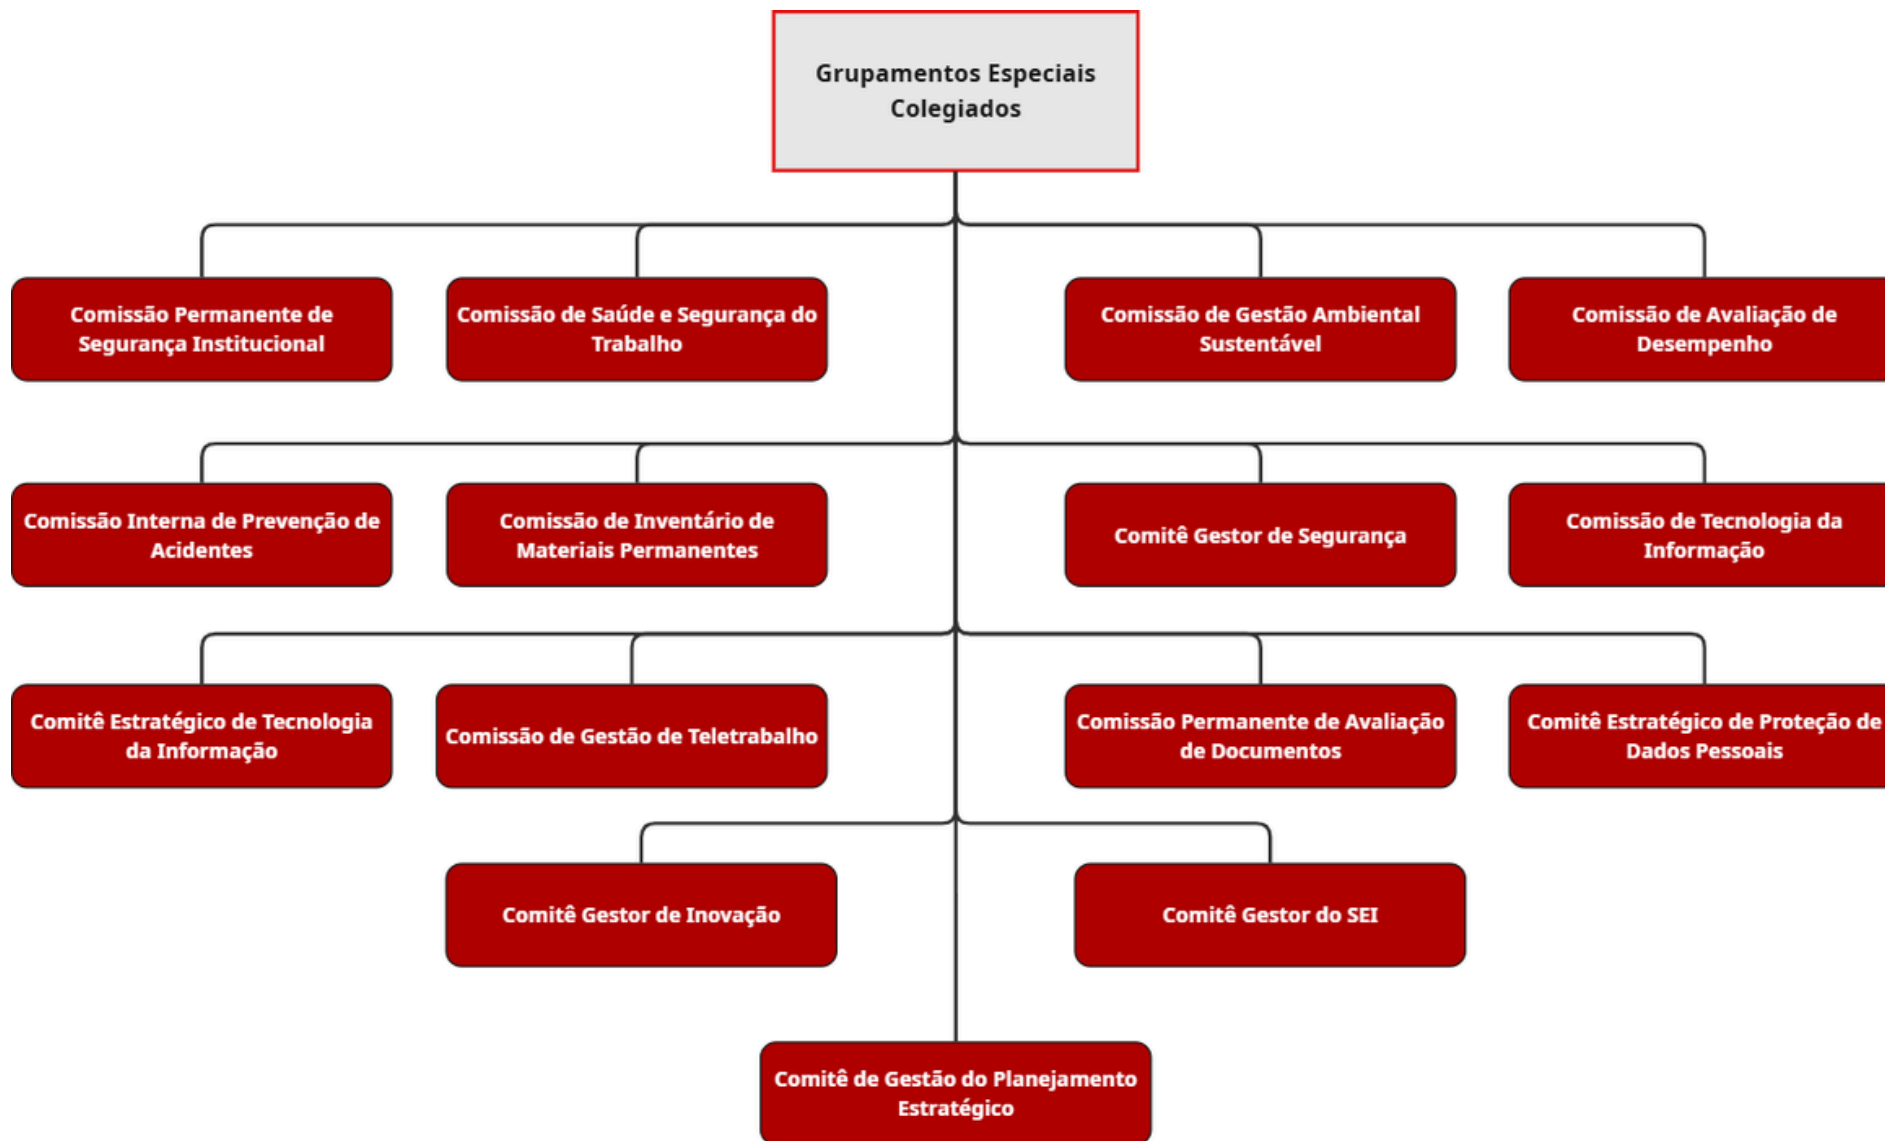 Grupamentos Especiais
Colegiados
Comissão Permanente de
Segurança Institucional
Comissão de Saúde e Segurança do
Trabalho
Comissão de Gestão Ambiental
Sustentável
Comissão de Avaliação de
Desempenho
Comissão Interna de Prevenção de
Acidentes
Comissão de Inventário de
Materiais Permanentes
Comitê Gestor de Segurança
Comissão de Tecnologia da
Informação
Comitê Estratégico de Tecnologia
da Informação
Comissão de Gestão de Teletrabalho
Comissão Permanente de Avaliação
de Documentos
Comitê Estratégico de Proteção de
Dados Pessoais
Comitê Gestor de Inovação
Comitê Gestor do SEI
Comitê de Gestão do Planejamento
Estratégico